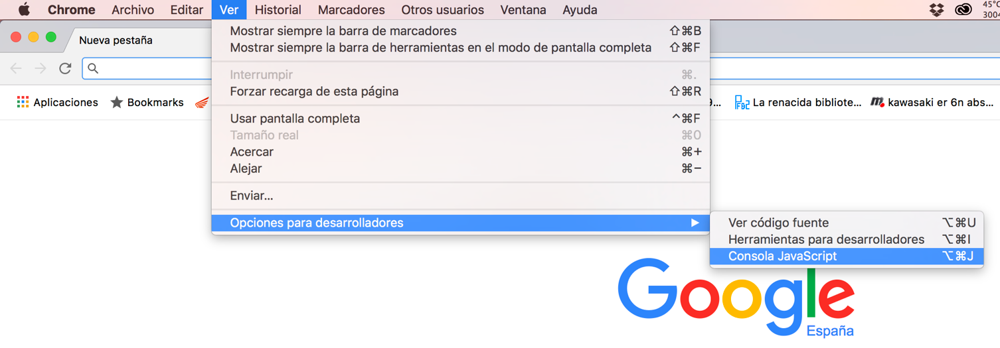 Chrome Archivo Editar Ver Historial Marcadores Otros usuarios Ventana Ayuda 45°C
3004
Nueva pestaña
Mostrar siempre la barra de marcadores ⇧⌘B
Mostrar siempre la barra de herramientas en el modo de pantalla completa ⇧⌘F
Interrumpir ⌘.
Forzar recarga de esta página ⇧⌘R
Aplicaciones Bookmarks 9... La renacida bibliote... kawasaki er 6n abs...
Usar pantalla completa ^⌘F
Tamaño real ⌘0
Acercar ⌘+
Alejar ⌘−
Enviar...
Opciones para desarrolladores ▶
Ver código fuente ⌥⌘U
Herramientas para desarrolladores ⌥⌘I
Consola JavaScript ⌥⌘J
Google
España